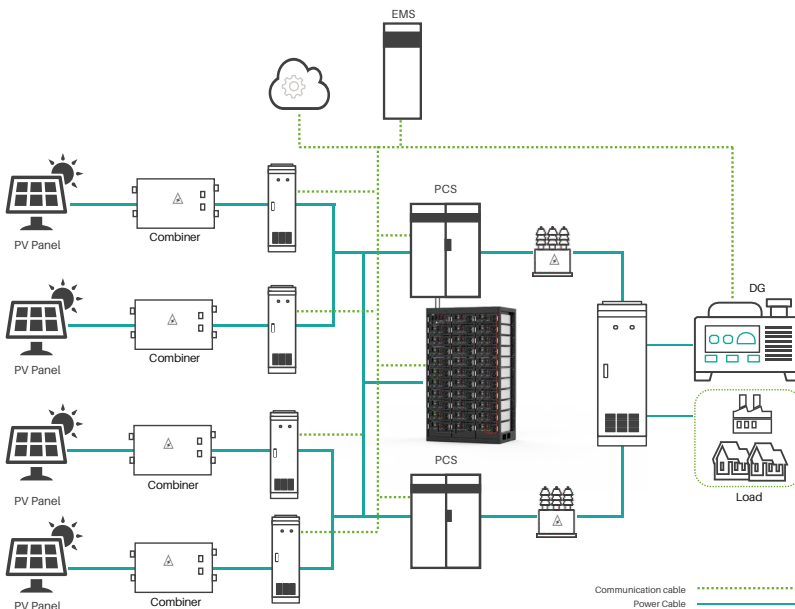 EMS
PCS
PV Panel
Combiner
DG
PV Panel
Combiner
PCS
PV Panel
Combiner
Load
Communication cable
Power Cable
PV Panel
Combiner